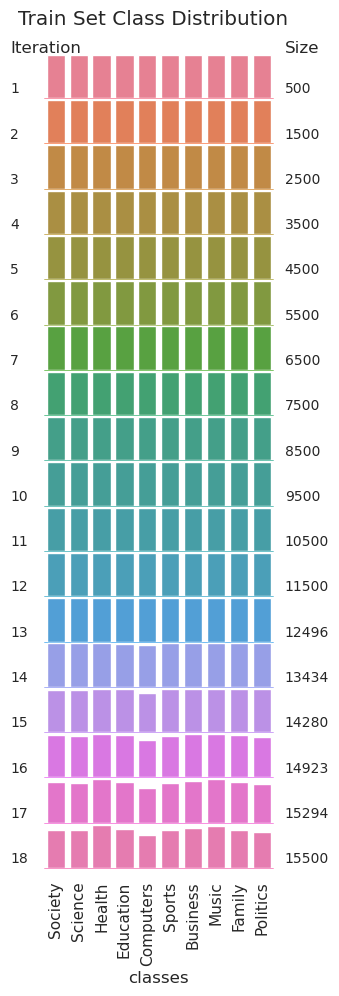 Train Set Class Distribution
Iteration Size
1 500
2 1500
3 2500
4 3500
5 4500
6 5500
7 6500
8 7500
9 8500
10 9500
11 10500
12 11500
13 12496
14 13434
15 14280
16 14923
17 15294
18 15500
Society
Science
Health
Education
Computers
Sports
Business
Music
Family
Politics
classes